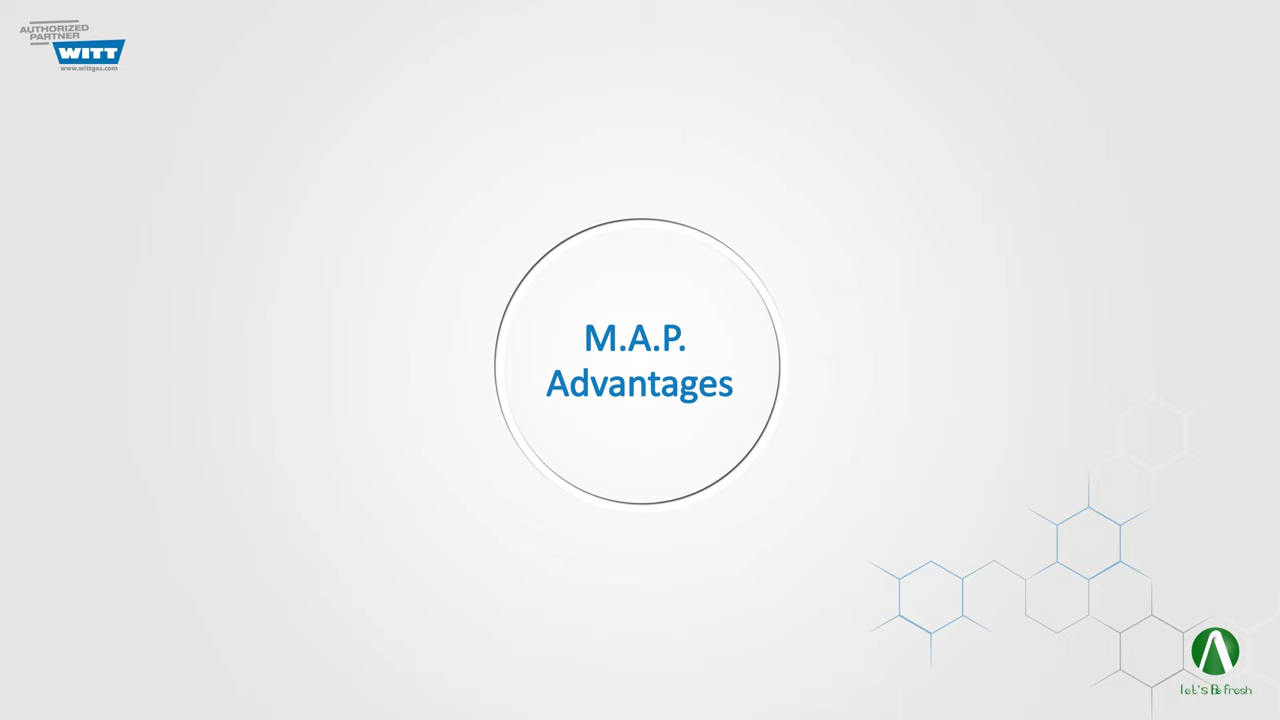 AUTHORIZED
PARTNER
WITT
www.wittgas.com
M.A.P.
Advantages
let's Be fresh